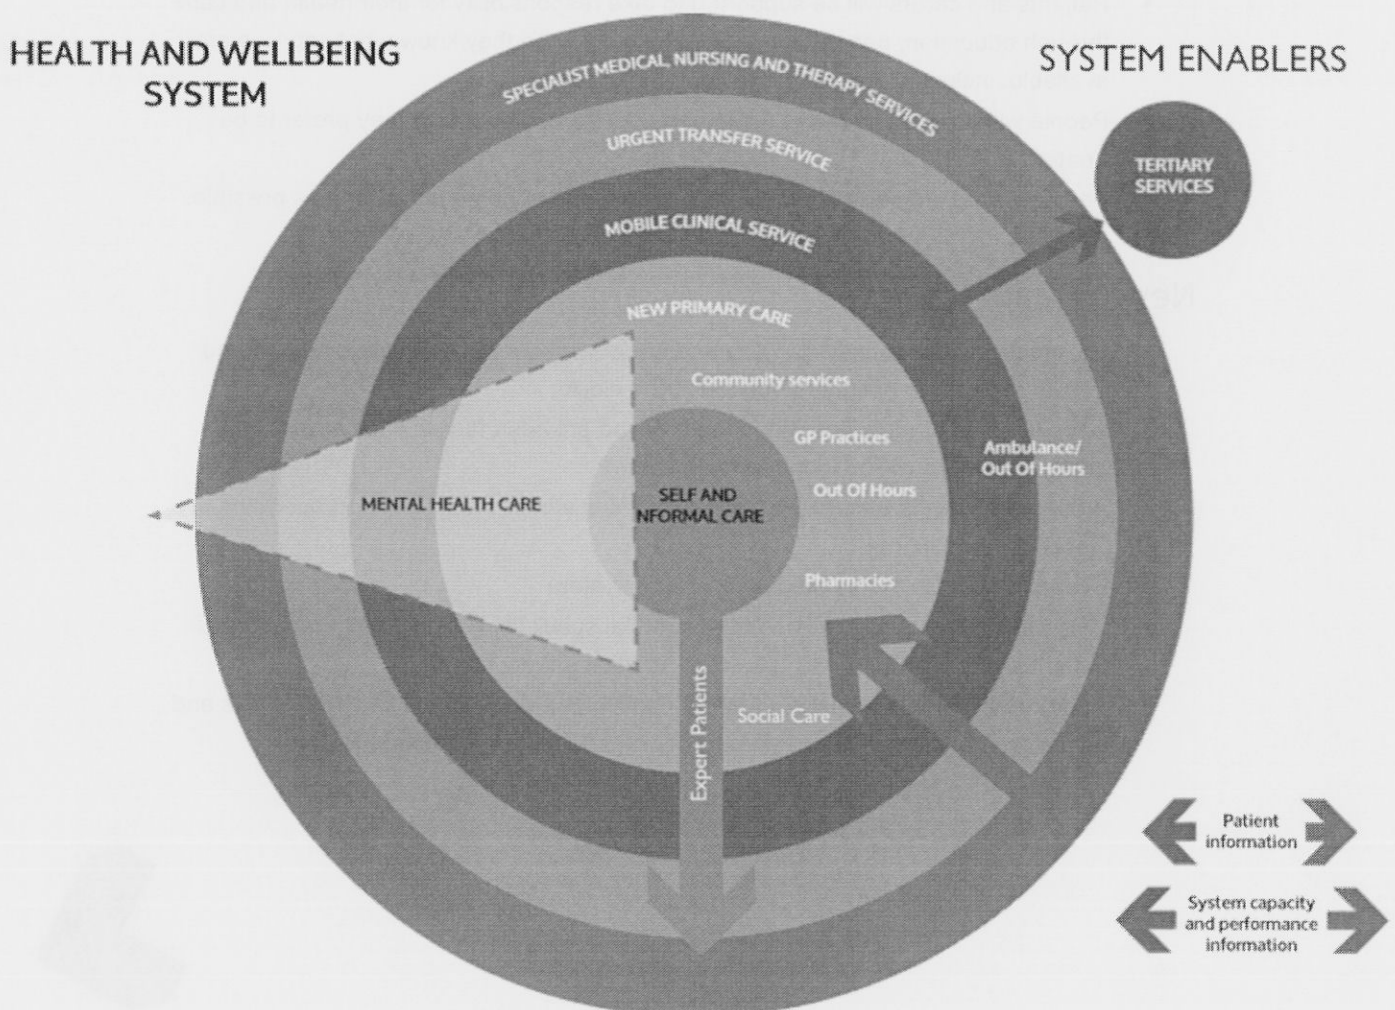 HEALTH AND WELLBEING
SYSTEM
SYSTEM ENABLERS
SPECIALIST MEDICAL, NURSING AND THERAPY SERVICES
TERTIARY
SERVICES
URGENT TRANSFER SERVICE
MOBILE CLINICAL SERVICE
NEW PRIMARY CARE
Community services
GP Practices
Ambulance/
Out Of Hours
Out Of Hours
MENTAL HEALTH CARE
SELF AND
NFORMAL CARE
Pharmacies
Expert Patients
Social Care
Patient
information
System capacity
and performance
information